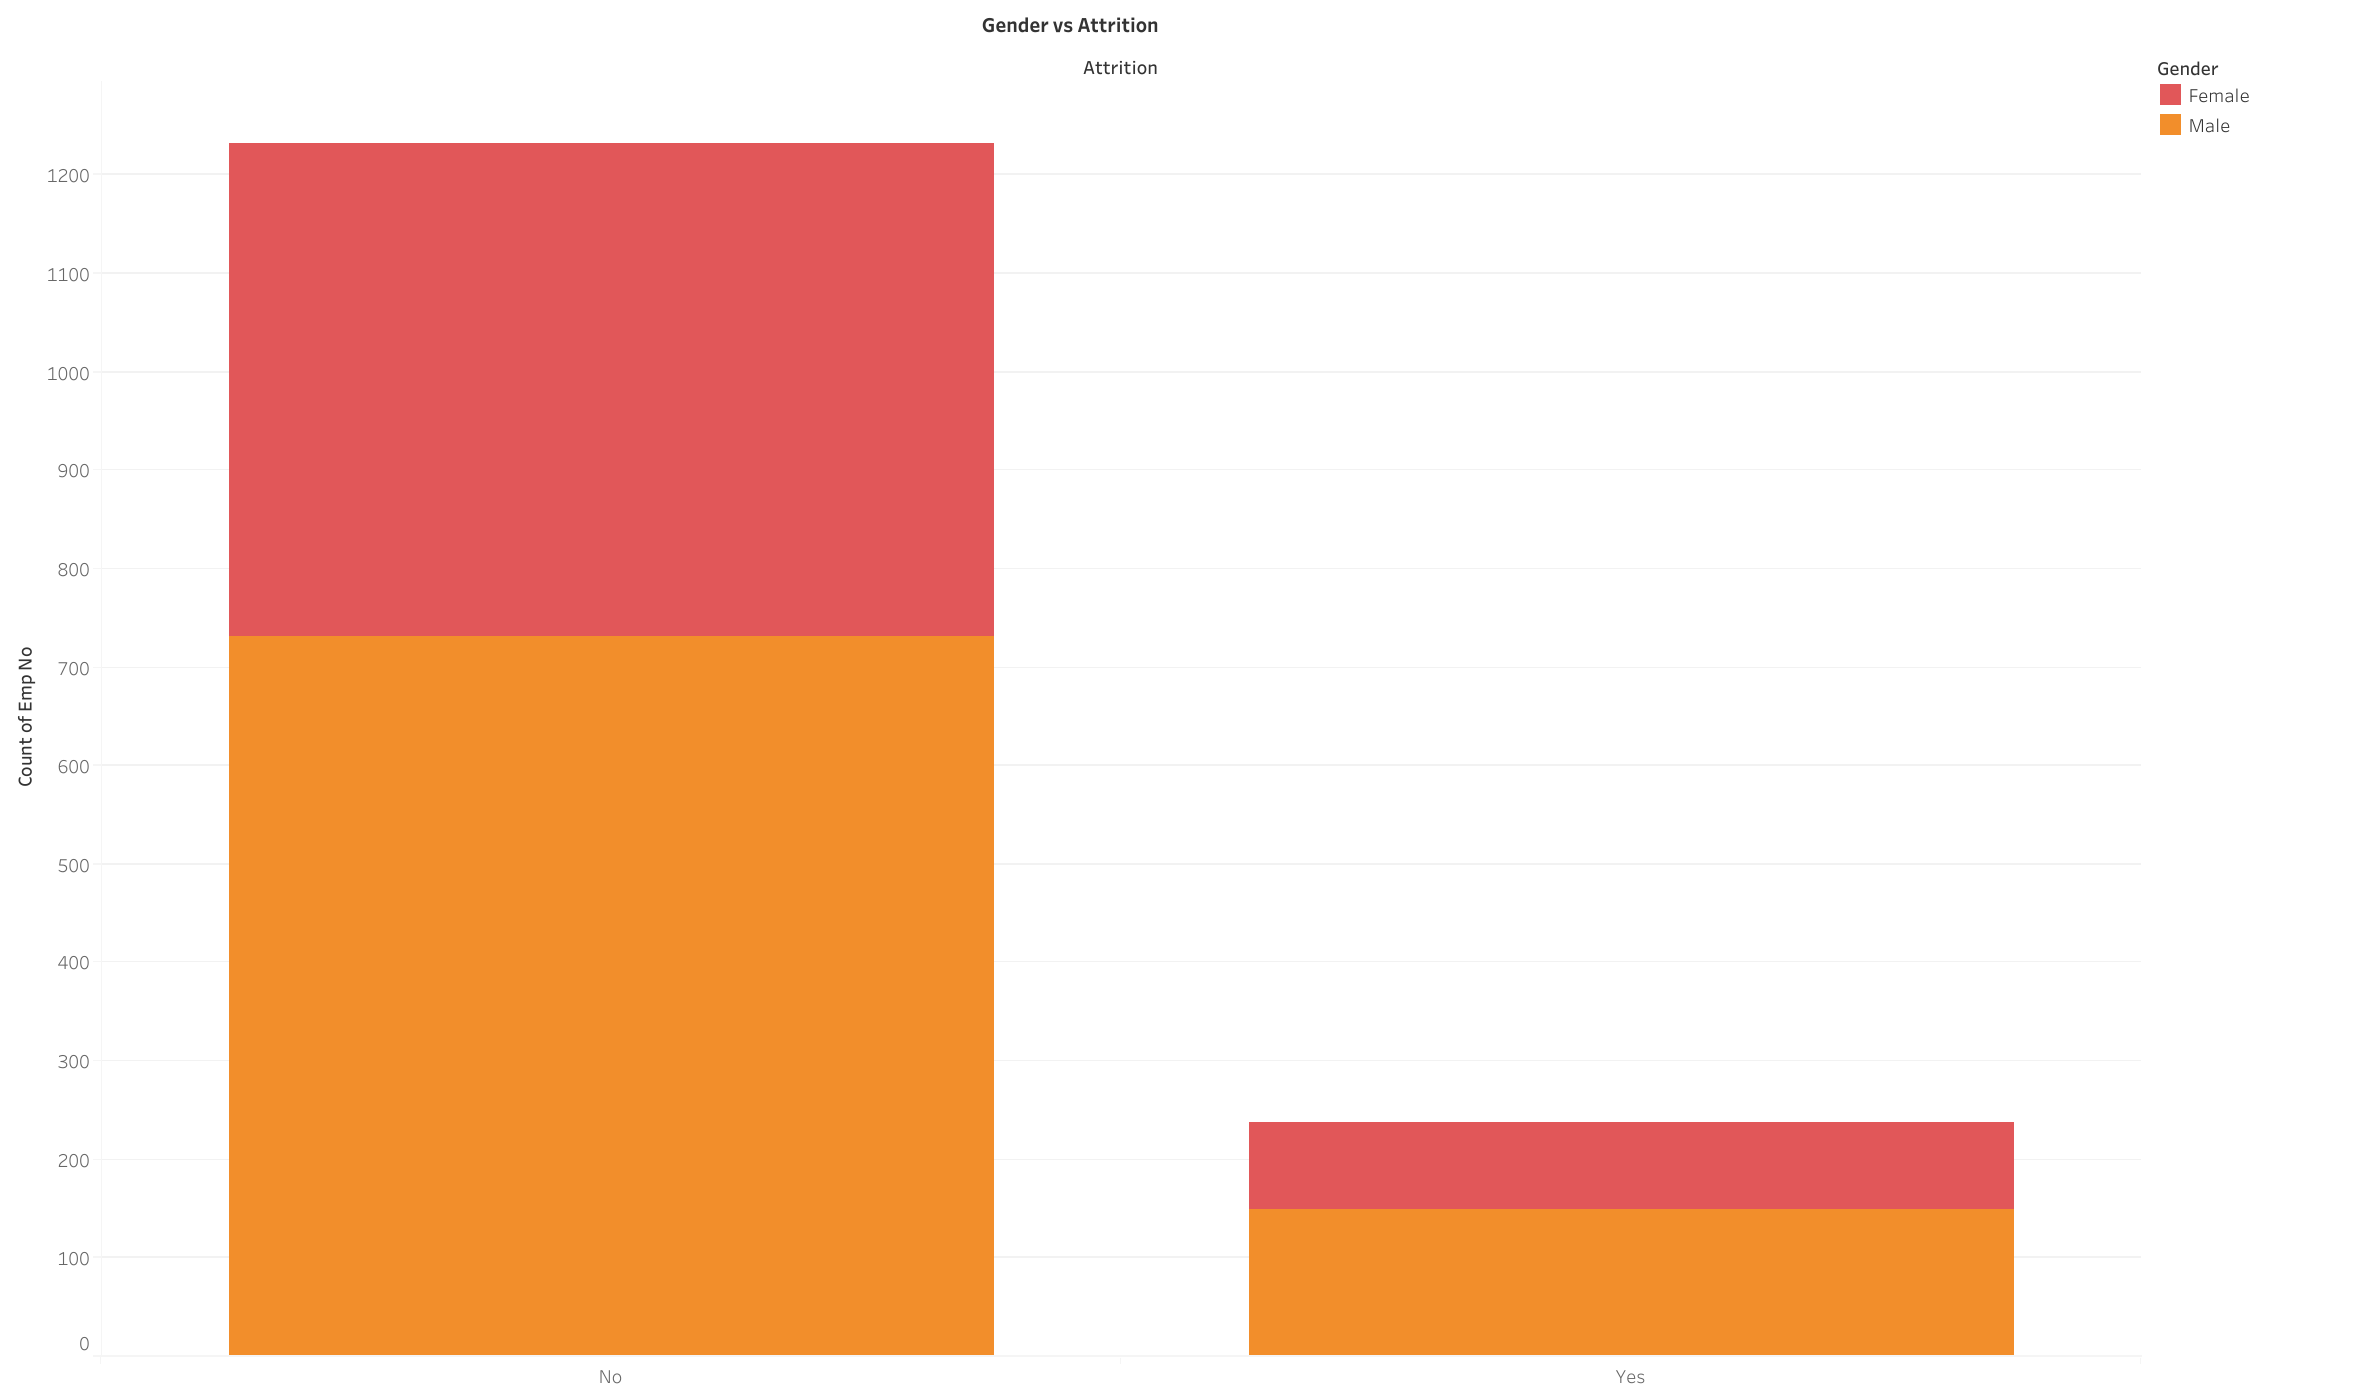 Gender vs Attrition
Attrition
Gender
Female
Male
1200
1100
1000
900
800
700
600
500
400
300
200
100
0
Count of Emp No
No
Yes